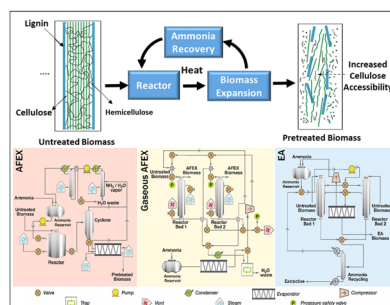 Lignin
....
Cellulose
Hemicellulose
Untreated Biomass
Ammonia
Recovery
Reactor
Heat
Biomass
Expansion
Increased
Cellulose
Accessibility
Pretreated Biomass
AFEX
Ammonia
Ammonia
Reservoir
Untreated
Biomass
Reactor
Cyclone
NH₃ / H₂O
vapor
H₂O waste
Pretreated
Biomass
Gaseous AFEX
Untreated
Biomass
AFEX
Biomass
AFEX
Biomass
Reactor
Bed 1
Reactor
Bed 2
Ammonia
Ammonia
Reservoir
H₂O
waste
EA
Ammonia
Ammonia
Reservoir
Untreated
Biomass
Reactor
Bed 1
Reactor
Bed 2
EA
Biomass
Extractive
Ammonia
Recycling
Valve
Pump
Condenser
Evaporator
Compressor
Trap
Vent
Steam
Pressure safety valve